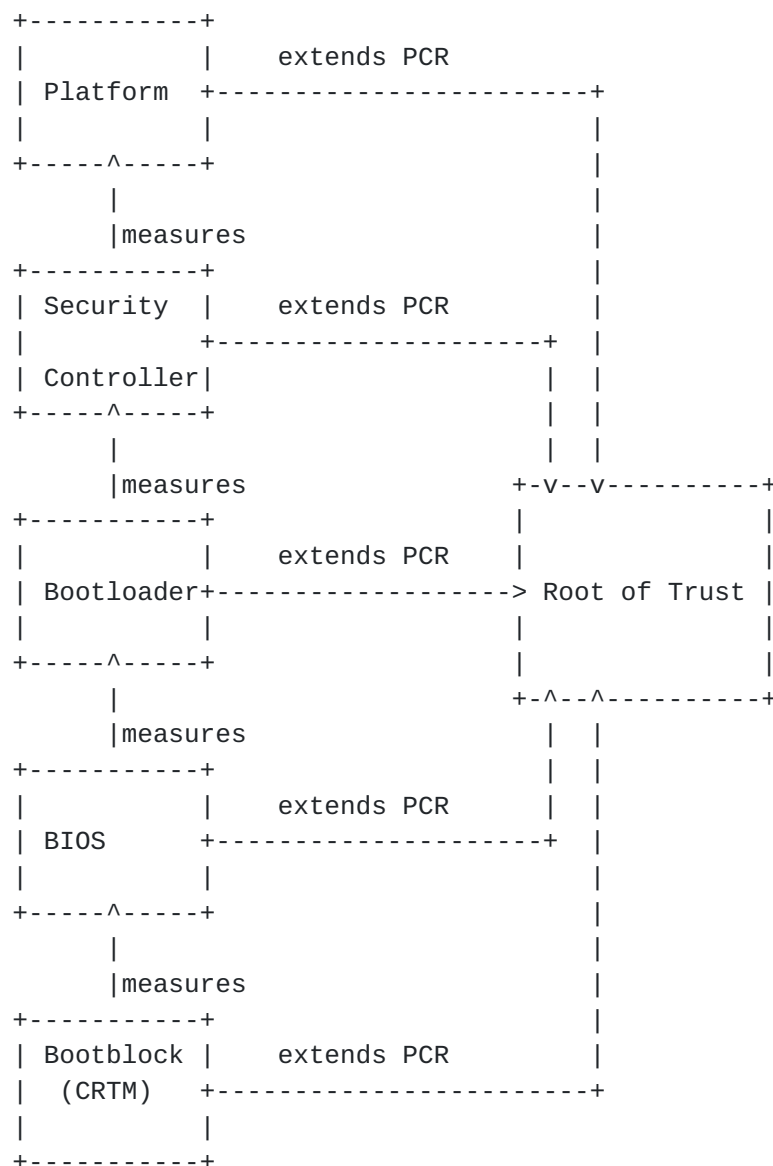 extends PCR
Platform
measures
Security extends PCR
Controller
measures
extends PCR
Bootloader Root of Trust
measures
extends PCR
BIOS
measures
Bootblock extends PCR
(CRTM)